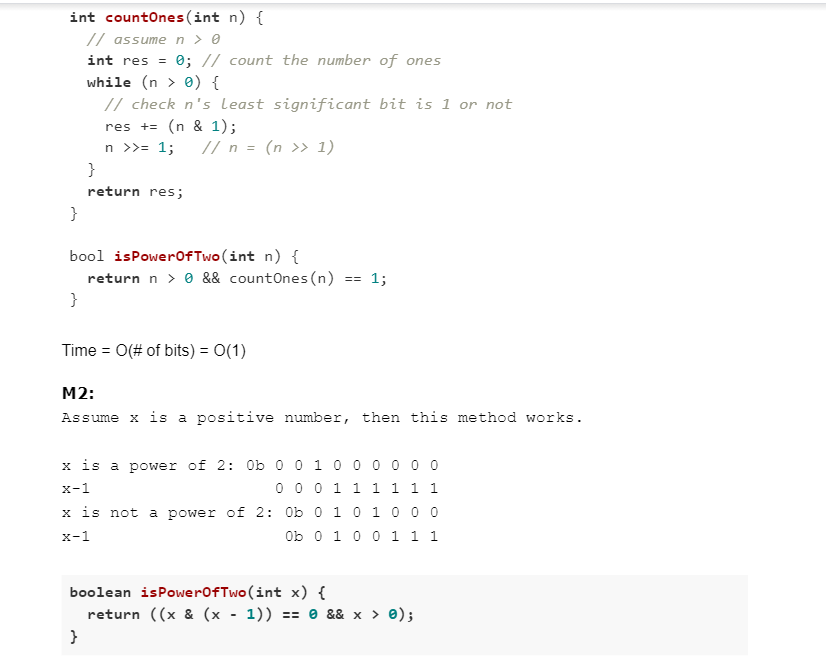 int countOnes(int n) {
// assume n > 0
int res = 0; // count the number of ones
while (n > 0) {
// check n's least significant bit is 1 or not
res += (n & 1);
n >>= 1; // n = (n >> 1)
}
return res;
}
bool isPowerOfTwo(int n) {
return n > 0 && countOnes(n) == 1;
}
Time = O(# of bits) = O(1)
M2:
Assume x is a positive number, then this method works.
x is a power of 2: 0b 0 0 1 0 0 0 0 0 0
x-1 0 0 0 1 1 1 1 1 1
x is not a power of 2: 0b 0 1 0 1 0 0 0
x-1 0b 0 1 0 0 1 1 1
boolean isPowerOfTwo(int x) {
return ((x & (x - 1)) == 0 && x > 0);
}